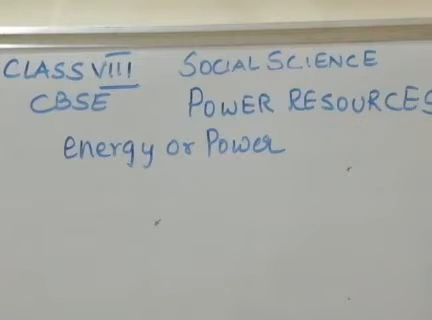 CLASS VIII SOCIAL SCIENCE
CBSE POWER RESOURCES
energy or Power